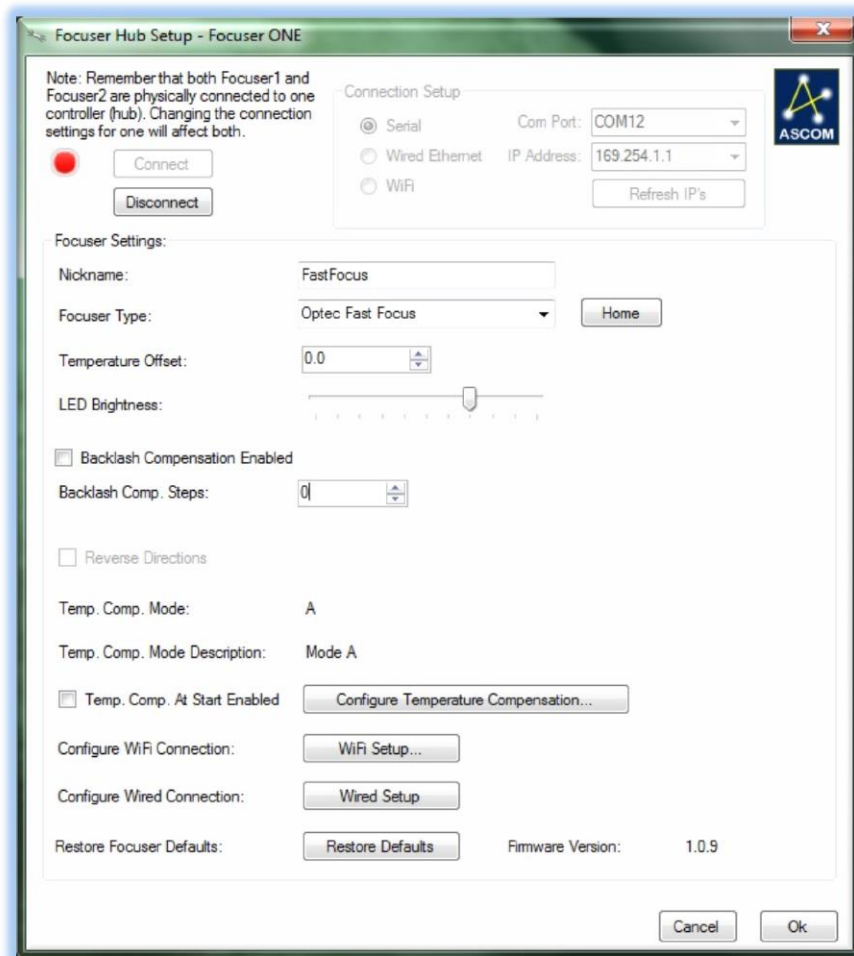 Focuser Hub Setup - Focuser ONE
X
Note: Remember that both Focuser1 and
Focuser2 are physically connected to one
controller (hub). Changing the connection
settings for one will affect both.
Connect
Disconnect
Connection Setup
Serial
Com Port: COM12
Wired Ethernet
IP Address: 169.254.1.1
WiFi
Refresh IP's
ASCOM
Focuser Settings:
Nickname: FastFocus
Focuser Type: Optec Fast Focus
Home
Temperature Offset: 0.0
LED Brightness:
Backlash Compensation Enabled
Backlash Comp. Steps: 0
Reverse Directions
Temp. Comp. Mode: A
Temp. Comp. Mode Description: Mode A
Temp. Comp. At Start Enabled
Configure Temperature Compensation...
Configure WiFi Connection: WiFi Setup...
Configure Wired Connection: Wired Setup
Restore Focuser Defaults: Restore Defaults
Firmware Version: 1.0.9
Cancel
Ok